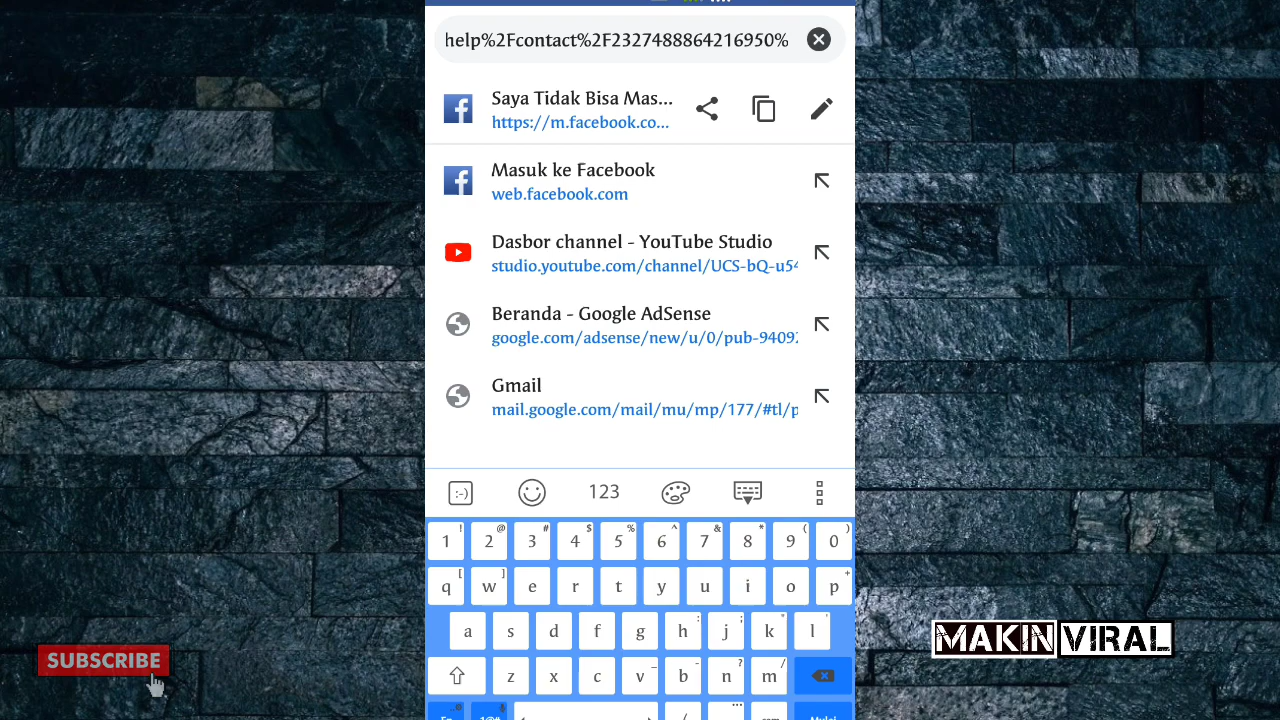 help%2Fcontact%2F2327488864216950%
Saya Tidak Bisa Mas...
https://m.facebook.co...
Masuk ke Facebook
web.facebook.com
Dasbor channel - YouTube Studio
studio.youtube.com/channel/UCS-bQ-u54
Beranda - Google AdSense
google.com/adsense/new/u/0/pub-9409
Gmail
mail.google.com/mail/mu/mp/177/#tl/p
:-) 123
! @ # $ % ^ & * ( )
1 2 3 4 5 6 7 8 9 0
[ ] +
q w e r t y u i o p
a s d f g h j k l
z x c v b n m
SUBSCRIBE
MAKIN VIRAL